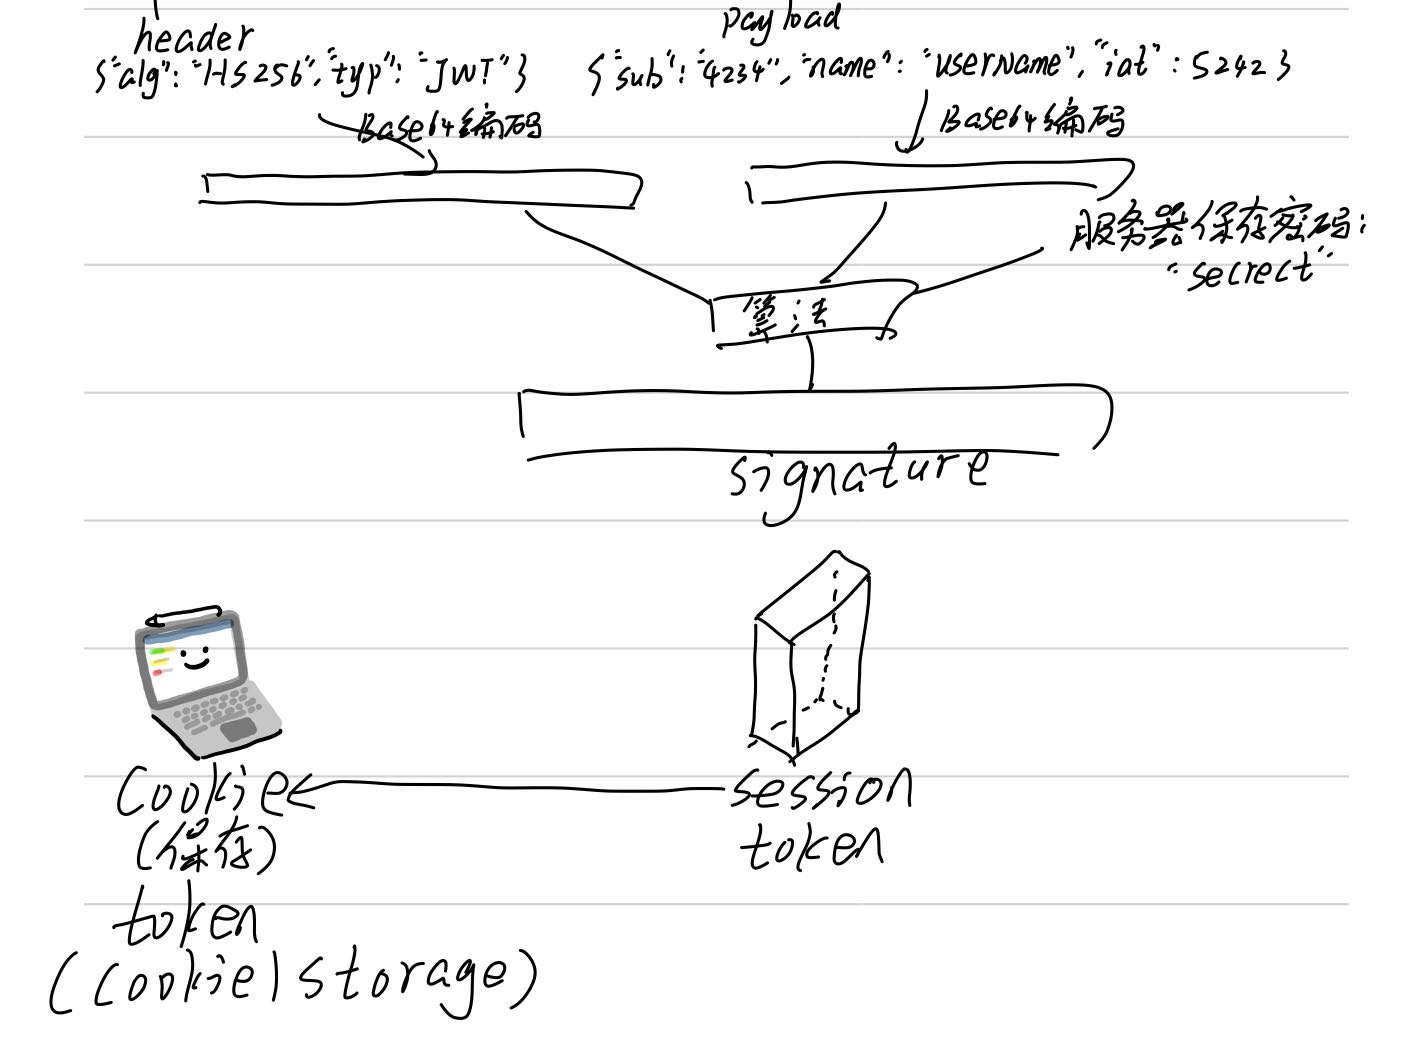 header
{"alg":"HS256","typ":"JWT"}
payload
{"sub":"4234","name":"username","iat":5242}
Base64编码
Base64编码
服务器保存密码:
"secrect"
算法
signature
Cookie
(保存)
token
(cookie|storage)
session
token